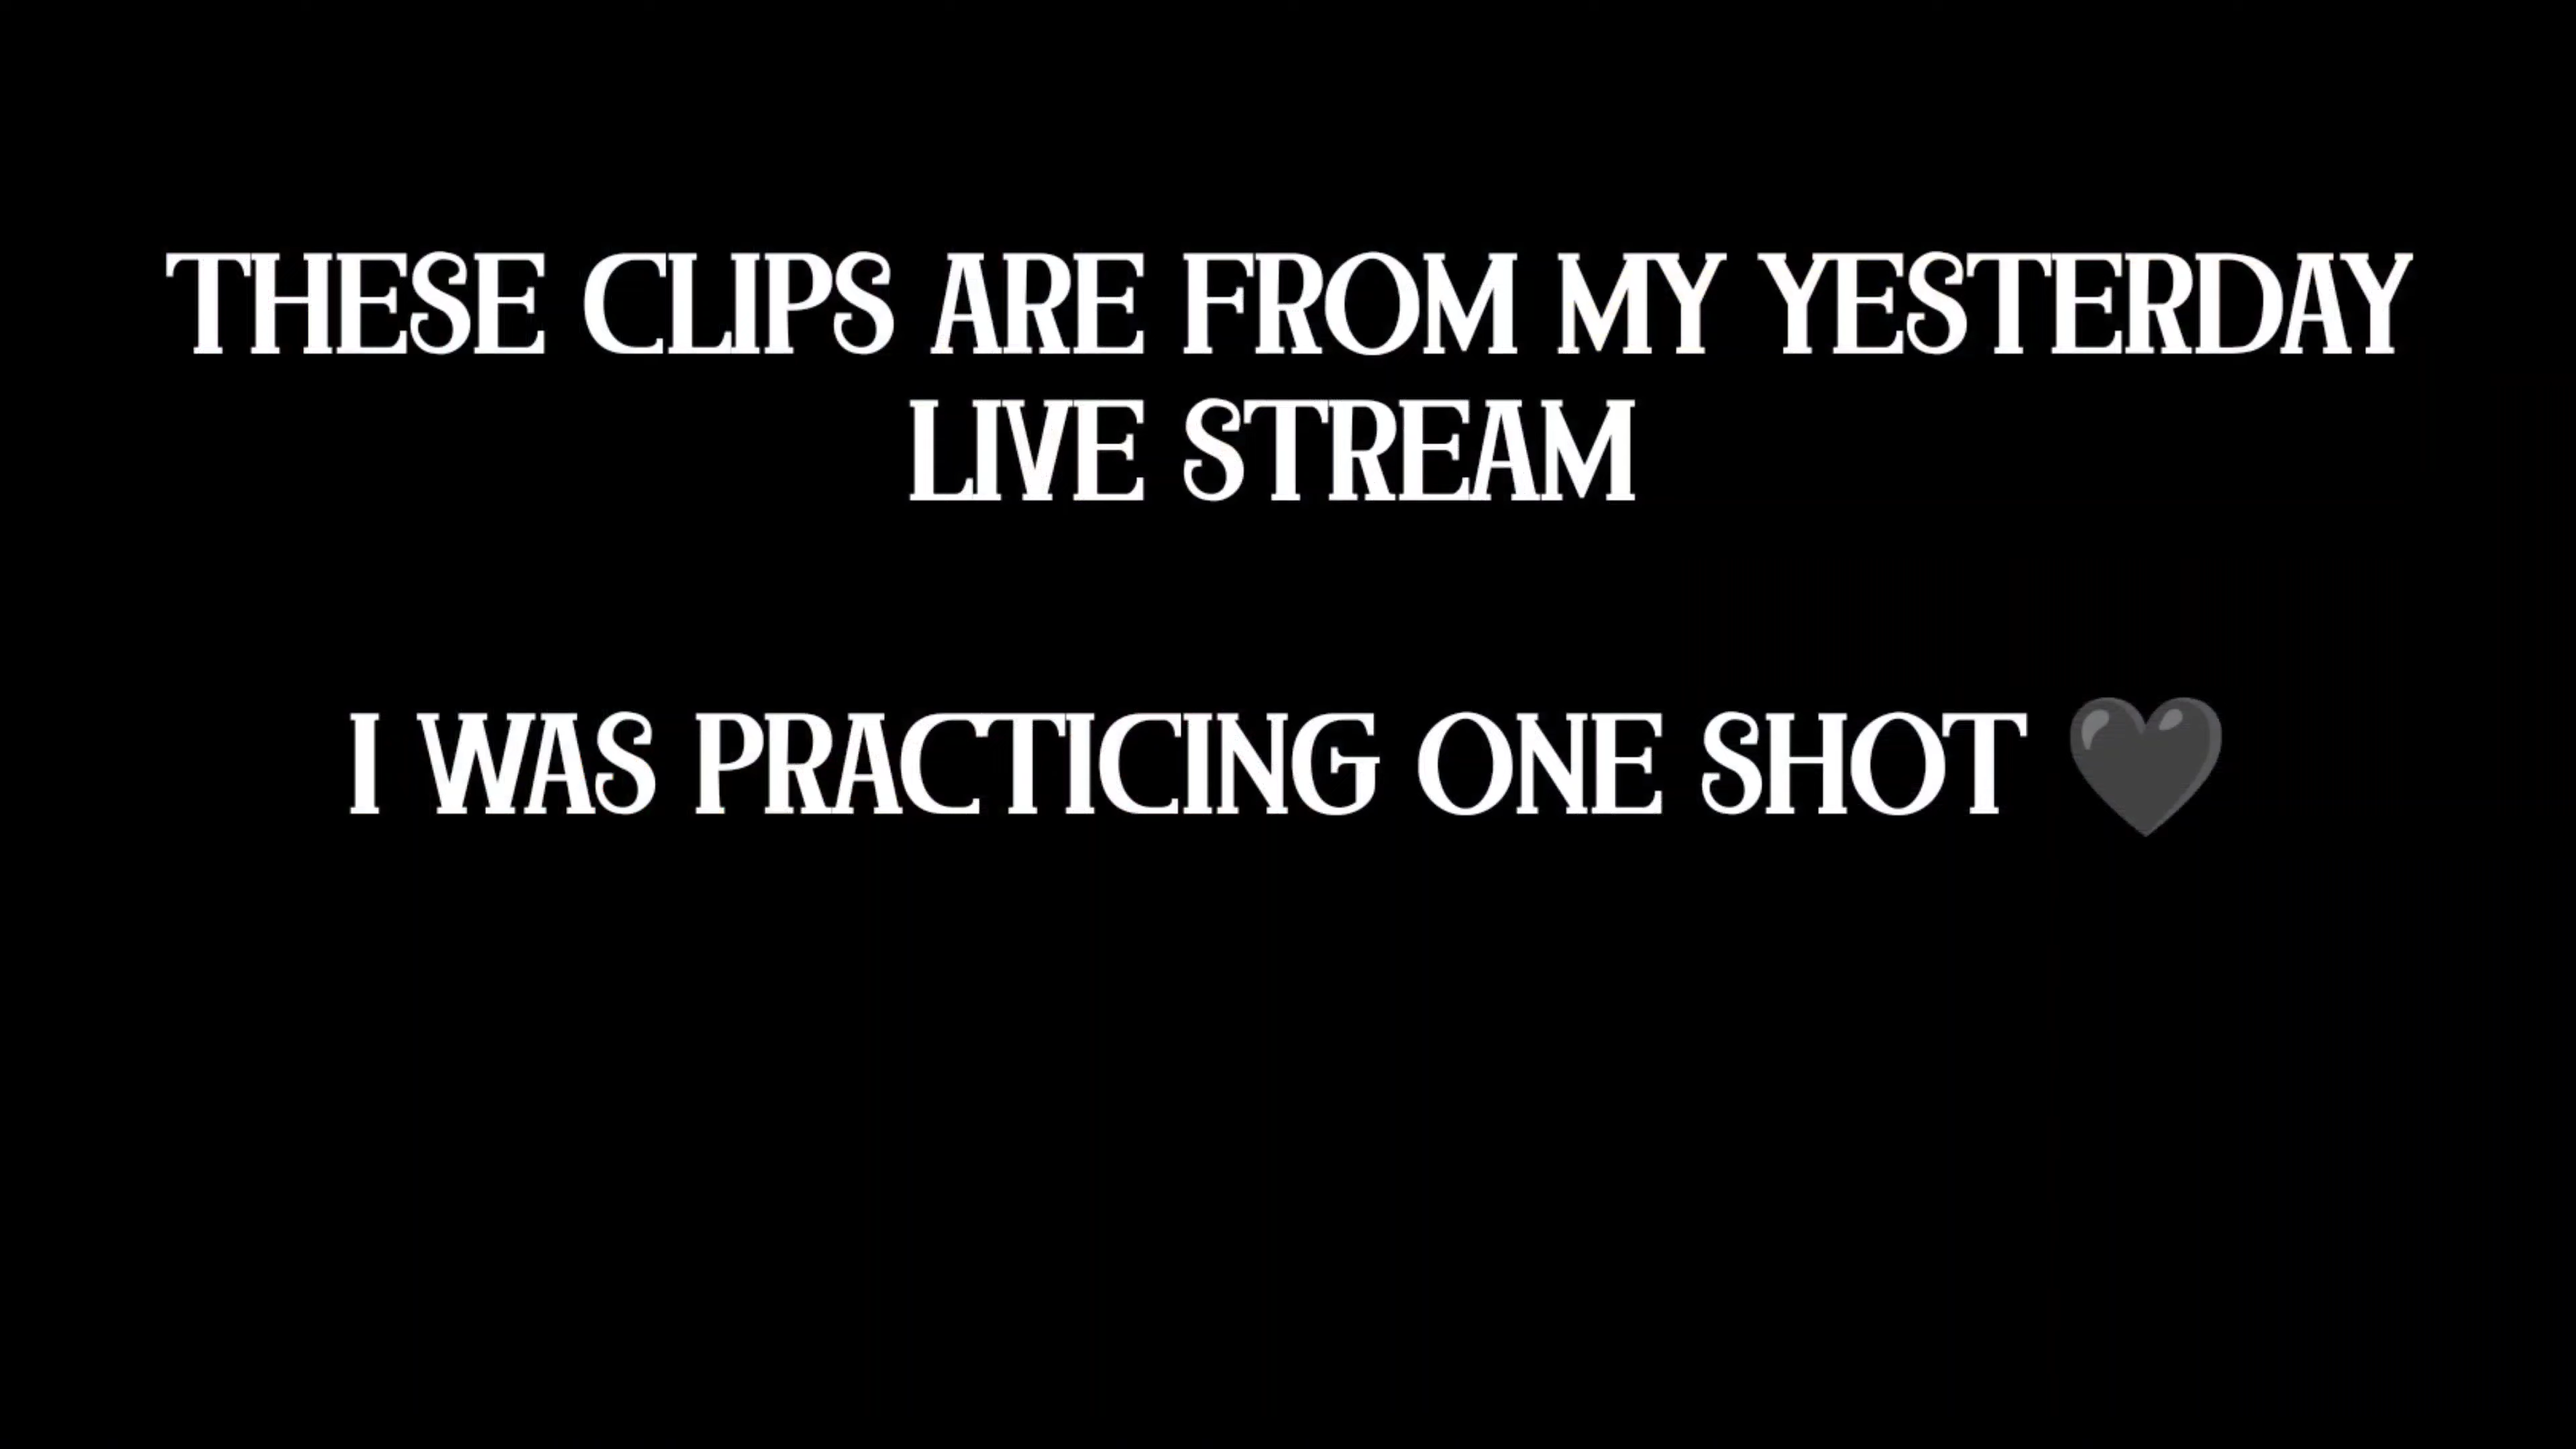 THESE CLIPS ARE FROM MY YESTERDAY
LIVE STREAM
I WAS PRACTICING ONE SHOT 🖤